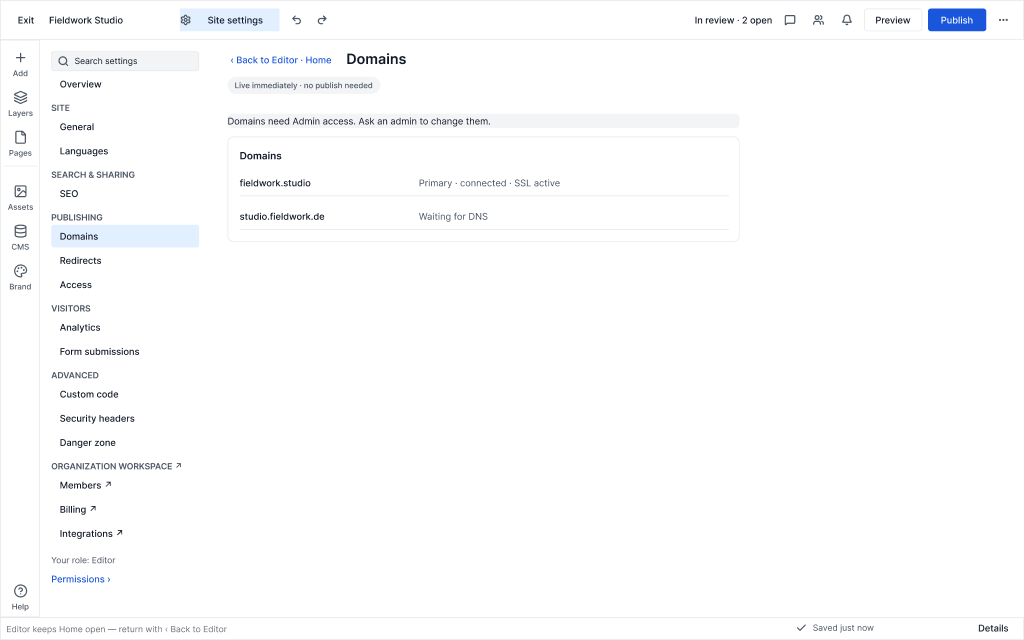 Exit
Fieldwork Studio
Site settings
In review · 2 open
Preview
Publish
Add
Layers
Pages
Assets
CMS
Brand
Help
Search settings
Overview
SITE
General
Languages
SEARCH & SHARING
SEO
PUBLISHING
Domains
Redirects
Access
VISITORS
Analytics
Form submissions
ADVANCED
Custom code
Security headers
Danger zone
ORGANIZATION WORKSPACE ↗
Members ↗
Billing ↗
Integrations ↗
Your role: Editor
Permissions ›
‹ Back to Editor · Home
Domains
Live immediately · no publish needed
Domains need Admin access. Ask an admin to change them.
Domains
fieldwork.studio
Primary · connected · SSL active
studio.fieldwork.de
Waiting for DNS
Editor keeps Home open — return with ‹ Back to Editor
Saved just now
Details